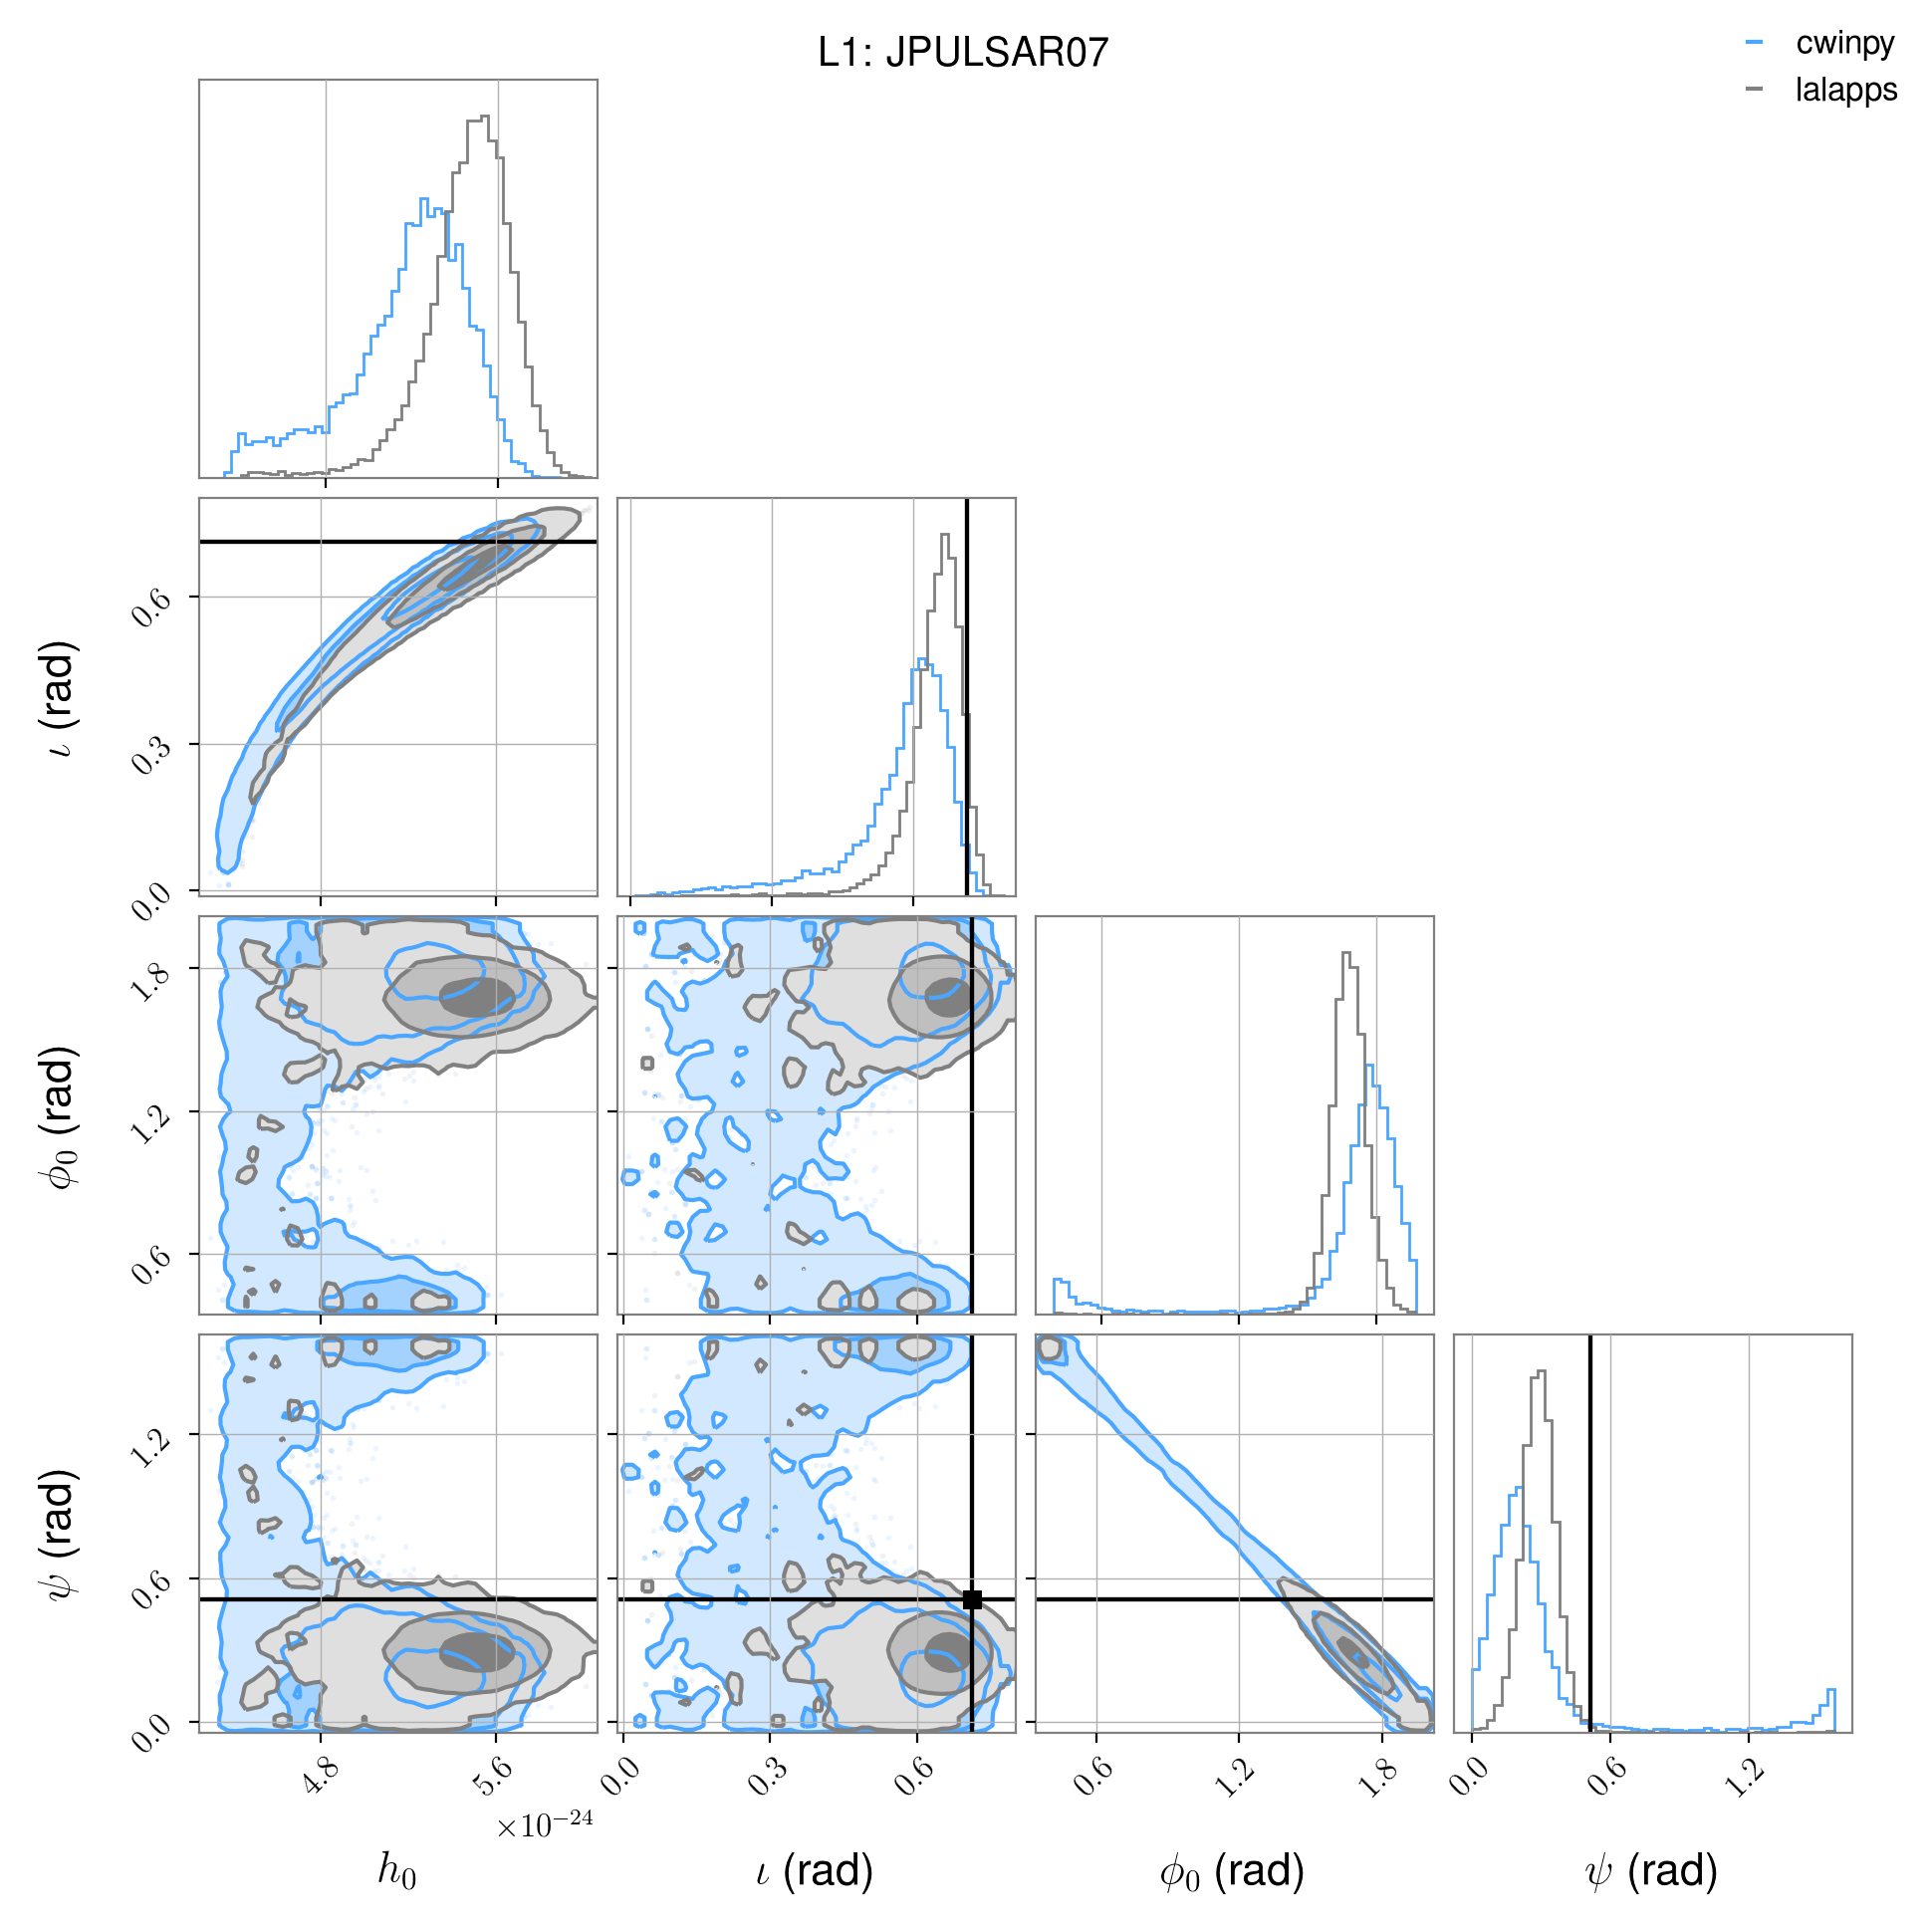 L1: JPULSAR07
cwinpy
lalapps
ι (rad)
0.6
0.3
0.0
ϕ₀ (rad)
1.8
1.2
0.6
ψ (rad)
1.2
0.6
0.0
4.8 5.6
×10⁻²⁴
0.0 0.3 0.6
0.6 1.2 1.8
0.0 0.6 1.2
h₀
ι (rad)
ϕ₀ (rad)
ψ (rad)